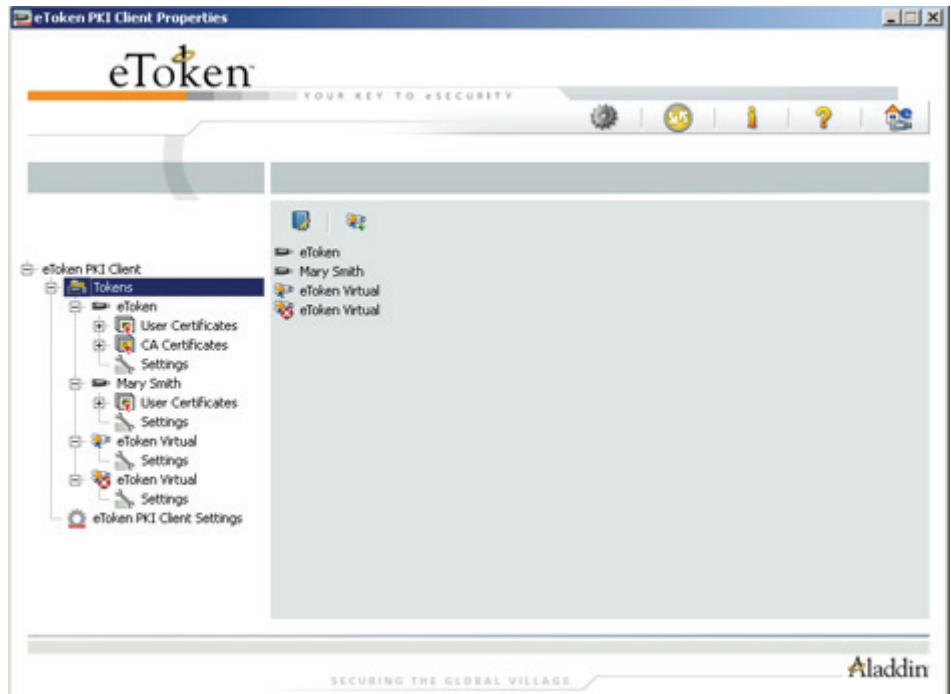 eToken PKI Client Properties
eToken
YOUR KEY TO eSECURITY
SOS
eToken PKI Client
Tokens
eToken
User Certificates
CA Certificates
Settings
Mary Smith
User Certificates
Settings
eToken Virtual
Settings
eToken Virtual
Settings
eToken PKI Client Settings
eToken
Mary Smith
eToken Virtual
eToken Virtual
SECURING THE GLOBAL VILLAGE
Aladdin